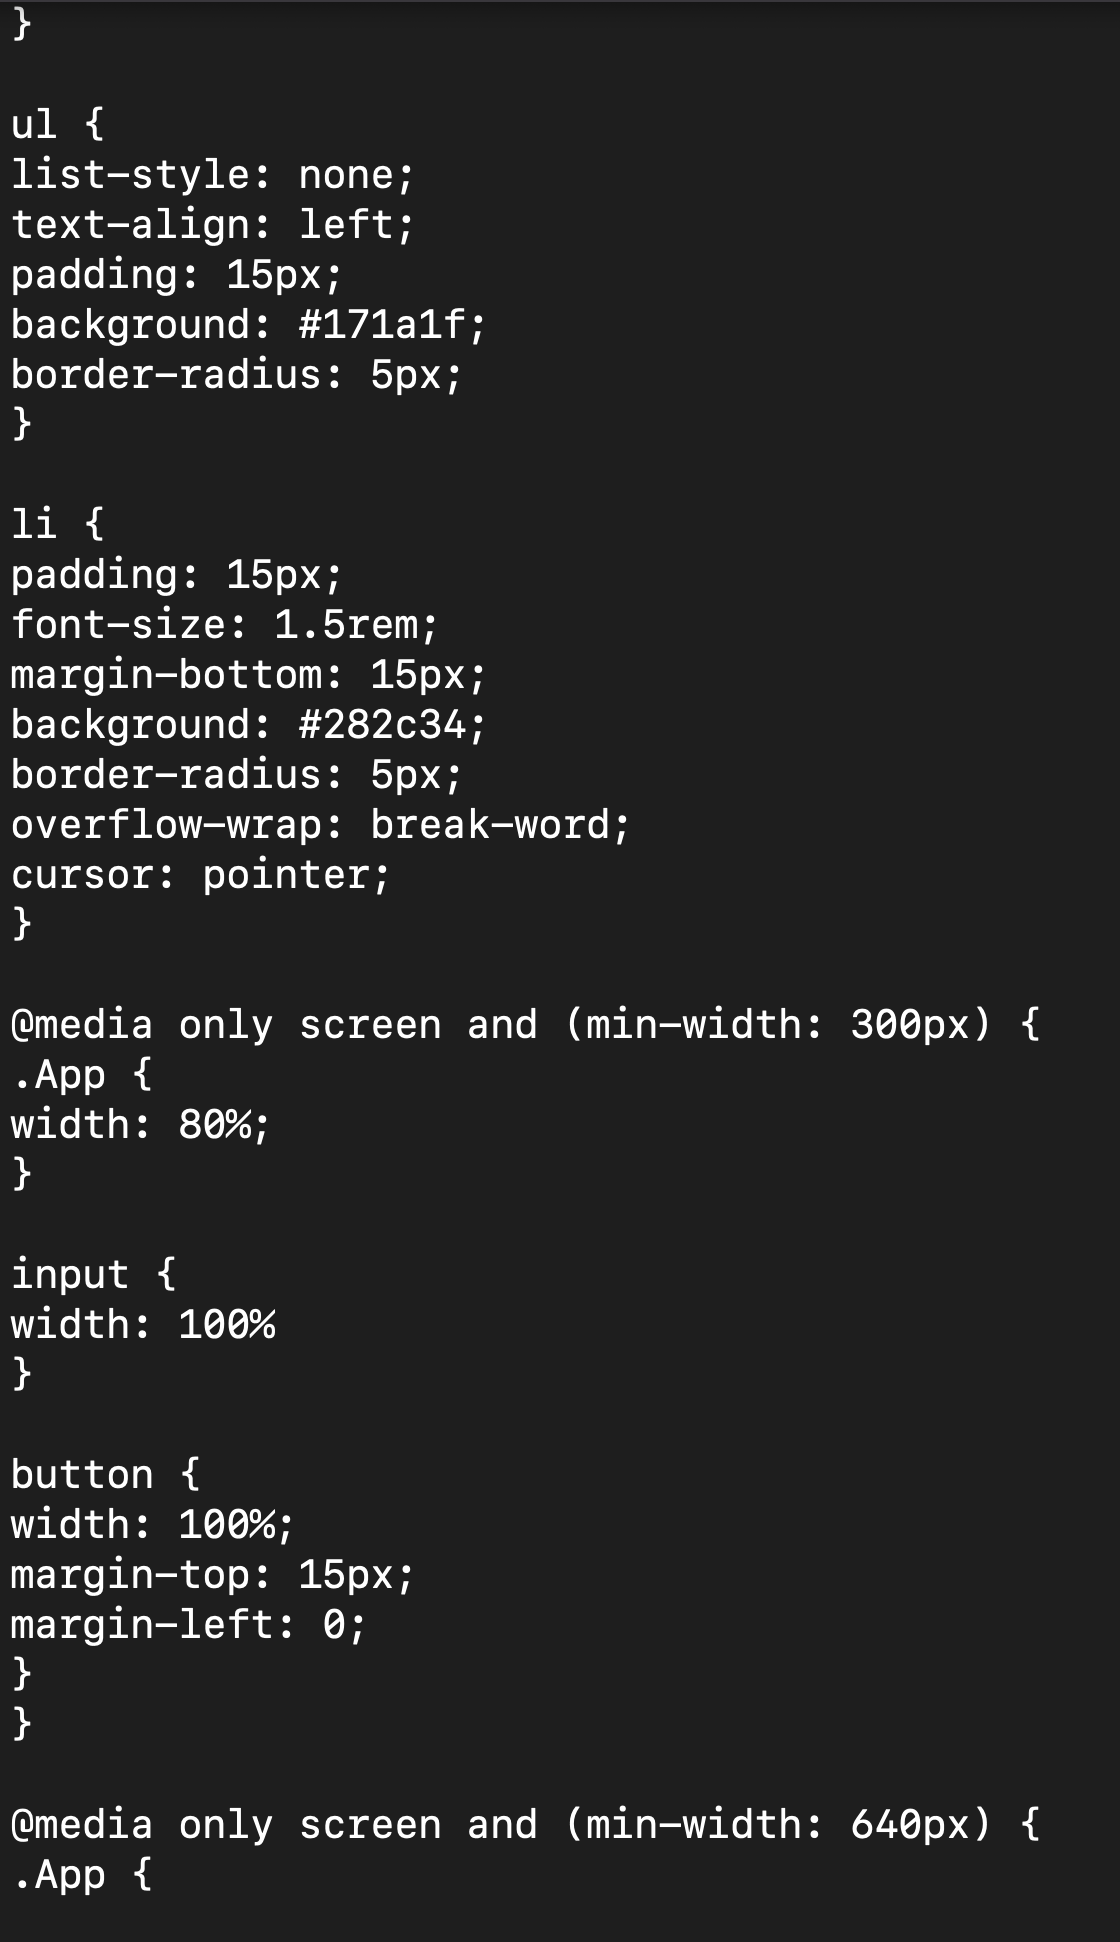 }

ul {
list-style: none;
text-align: left;
padding: 15px;
background: #171a1f;
border-radius: 5px;
}

li {
padding: 15px;
font-size: 1.5rem;
margin-bottom: 15px;
background: #282c34;
border-radius: 5px;
overflow-wrap: break-word;
cursor: pointer;
}

@media only screen and (min-width: 300px) {
.App {
width: 80%;
}

input {
width: 100%
}

button {
width: 100%;
margin-top: 15px;
margin-left: 0;
}
}

@media only screen and (min-width: 640px) {
.App {